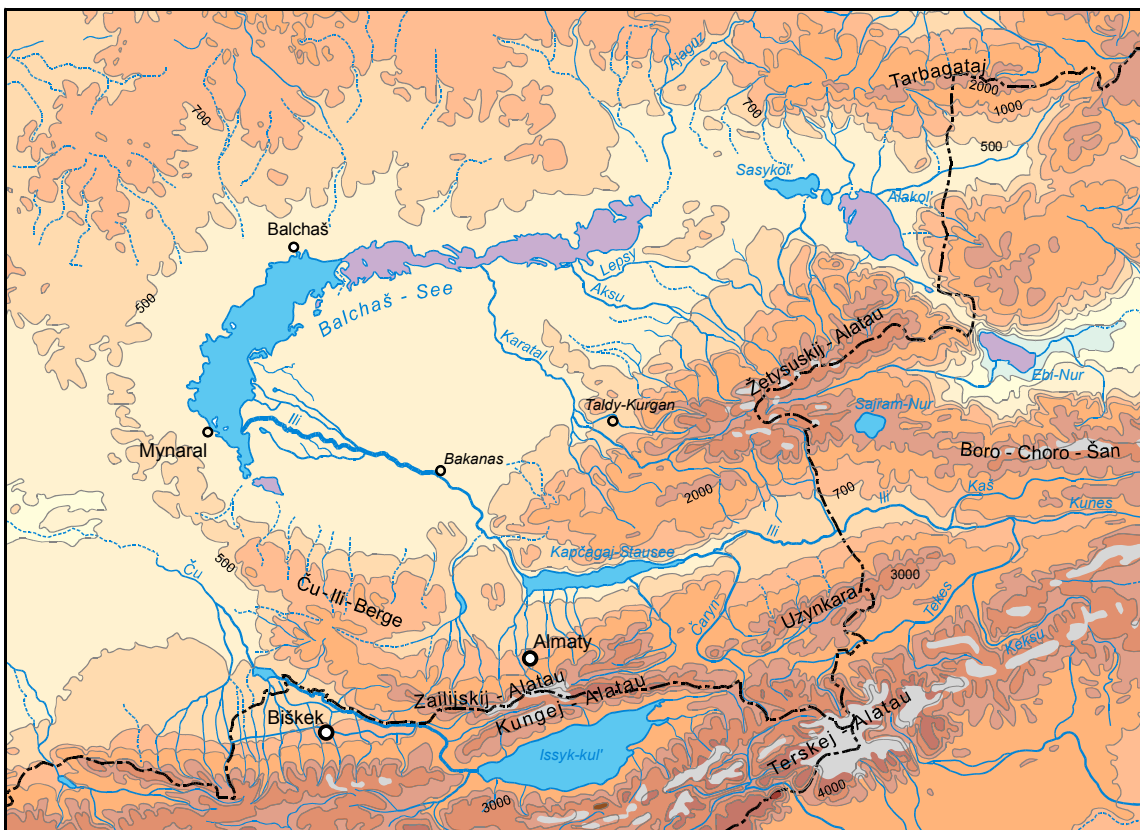 Ajaguz
Tarbagataj
2000
1000
700
700
500
Sasykol'
Alakol'
Balchaš
Lepsy
Aksu
Balchaš - See
500
Karatal
Žetysuskij - Alatau
Ebi-Nur
Taldy-Kurgan
Sajram-Nur
Ili
Mynaral
Bakanas
Boro - Choro - Šan
2000
700
Ili
Kaš
Kunes
Ili
Kapčagaj-Stausee
Ču
500
Ču-Ili-Berge
3000
Uzynkara
Tekes
Čaryn
Keksu
Almaty
Zailijskij - Alatau
Kungej - Alatau
Biškek
Issyk-kul'
Terskej - Alatau
3000
4000